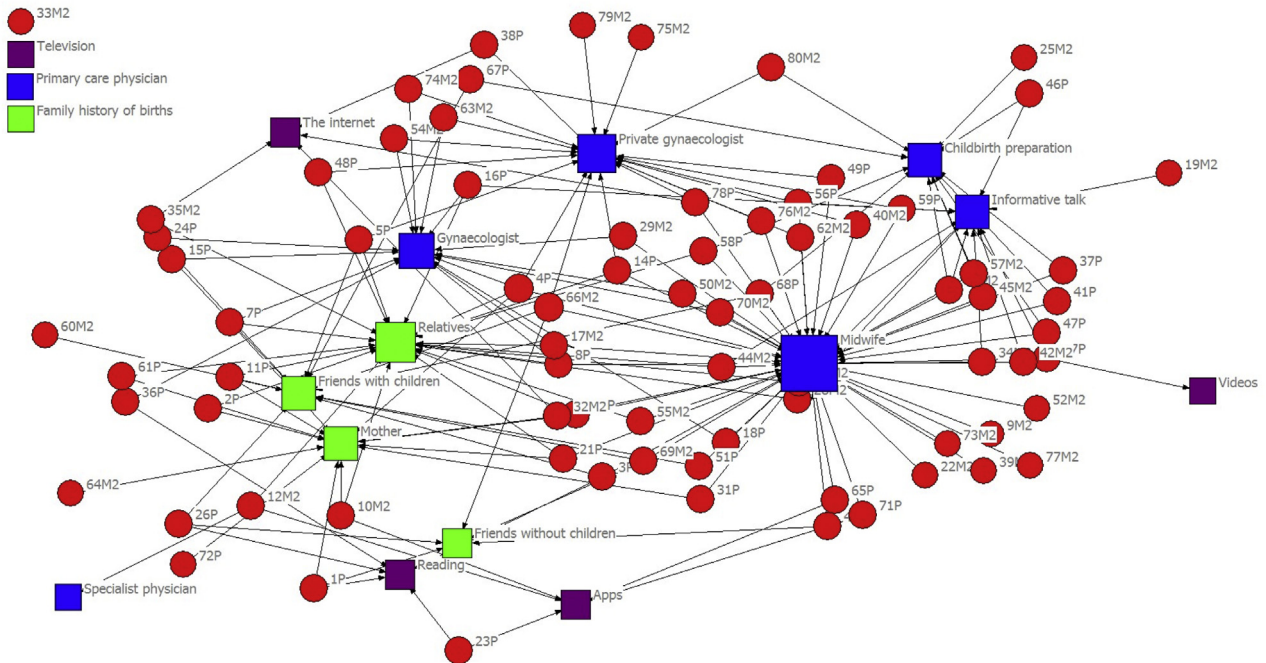 33M2
Television
Primary care physician
Family history of births
79M2
75M2
38P
67P
74M2
63M2
54M2
80M2
25M2
46P
The internet
Private gynaecologist
Childbirth preparation
48P
16P
49P
19M2
78P
56P
59P
Informative talk
76M2
40M2
62M2
35M2
24P
15P
5P
Gynaecologist
29M2
58P
14P
57M2
37P
4P
50M2
68P
45M2
41P
66M2
70M2
7P
Relatives
17M2
Midwife
47P
60M2
8P
44M2
42M2
7P
61P
11P
Friends with children
Videos
36P
2P
32M2
55M2
52M2
Mother
18P
73M2
9M2
21P
69M2
51P
3P
22M2
77M2
64M2
31P
12M2
10M2
65P
71P
26P
Friends without children
72P
Reading
1P
Specialist physician
Apps
23P